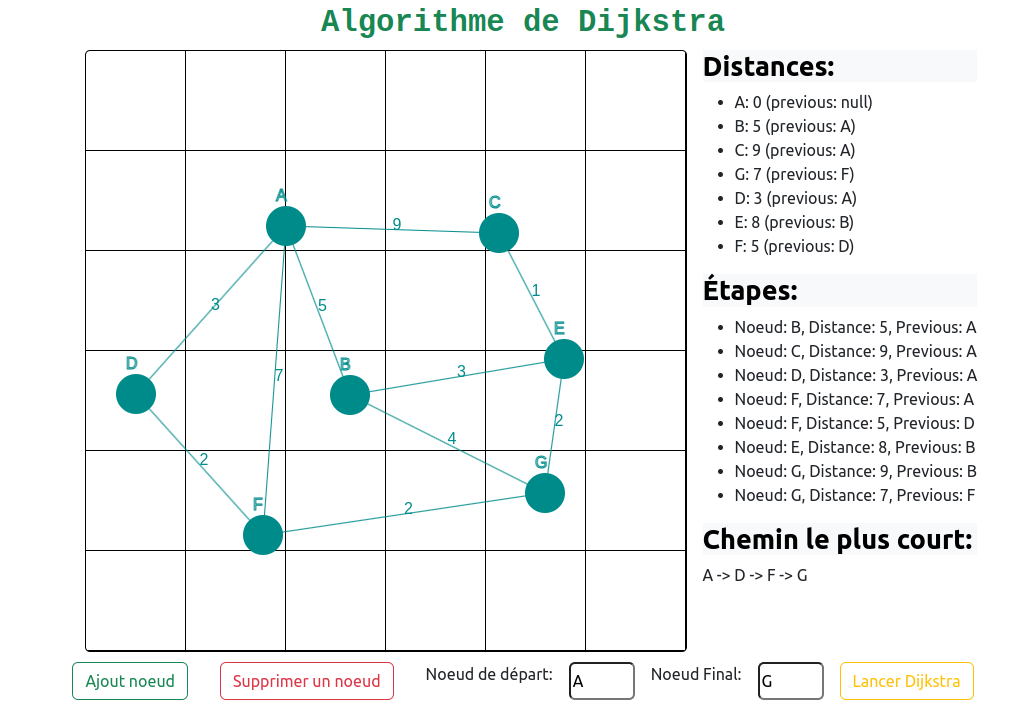 Algorithme de Dijkstra
A
C
9
3
5
1
E
D
B
7
3
2
4
2
G
F
2
Distances:
A: 0 (previous: null)
B: 5 (previous: A)
C: 9 (previous: A)
G: 7 (previous: F)
D: 3 (previous: A)
E: 8 (previous: B)
F: 5 (previous: D)
Étapes:
Noeud: B, Distance: 5, Previous: A
Noeud: C, Distance: 9, Previous: A
Noeud: D, Distance: 3, Previous: A
Noeud: F, Distance: 7, Previous: A
Noeud: F, Distance: 5, Previous: D
Noeud: E, Distance: 8, Previous: B
Noeud: G, Distance: 9, Previous: B
Noeud: G, Distance: 7, Previous: F
Chemin le plus court:
A -> D -> F -> G
Ajout noeud
Supprimer un noeud
Noeud de départ:
A
Noeud Final:
G
Lancer Dijkstra